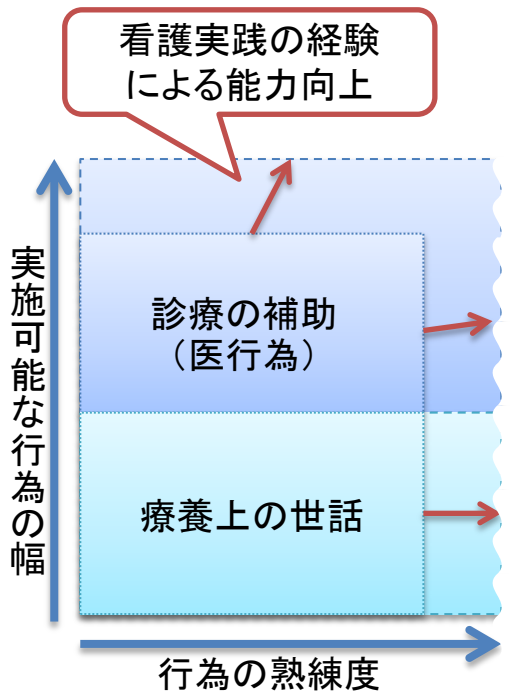 看護実践の経験
による能力向上
実施可能な行為の幅
診療の補助
（医行為）
療養上の世話
行為の熟練度